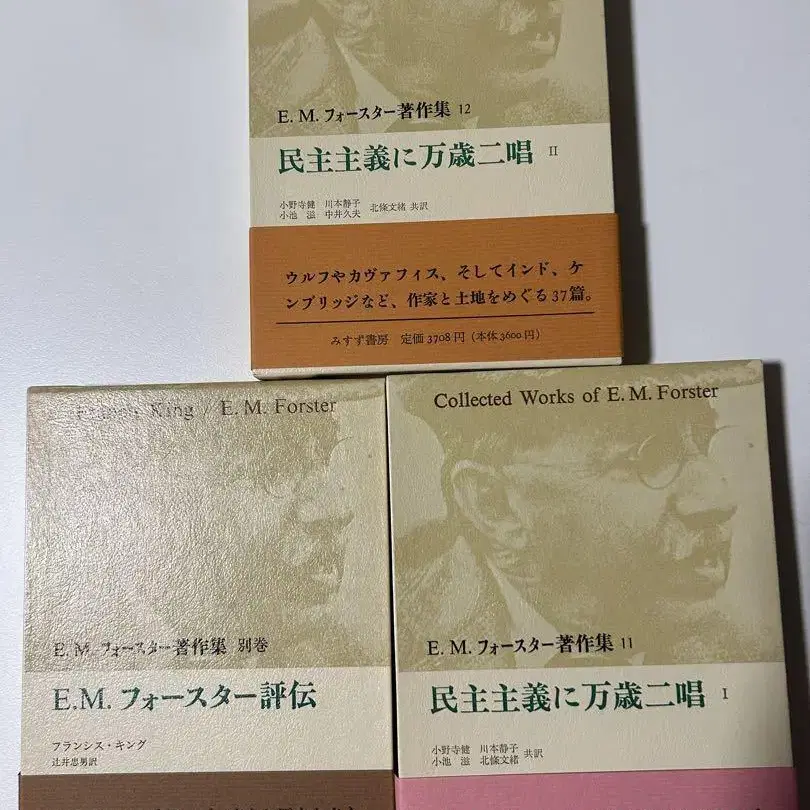 E. M. フォースター著作集 12
民主主義に万歳二唱 II
小野寺健 川本静子
小池 滋 中井久夫 北條文緒 共訳
ウルフやカヴァフィス、そしてインド、ケ
ンブリッジなど、作家と土地をめぐる37篇。
みすず書房 定価3708円(本体3600円)
Francis King / E. M. Forster
E. M. フォースター著作集 別巻
E.M. フォースター評伝
フランシス・キング
辻井忠男訳
Collected Works of E. M. Forster
E. M. フォースター著作集 11
民主主義に万歳二唱 I
小野寺健 川本静子
小池 滋 北條文緒 共訳